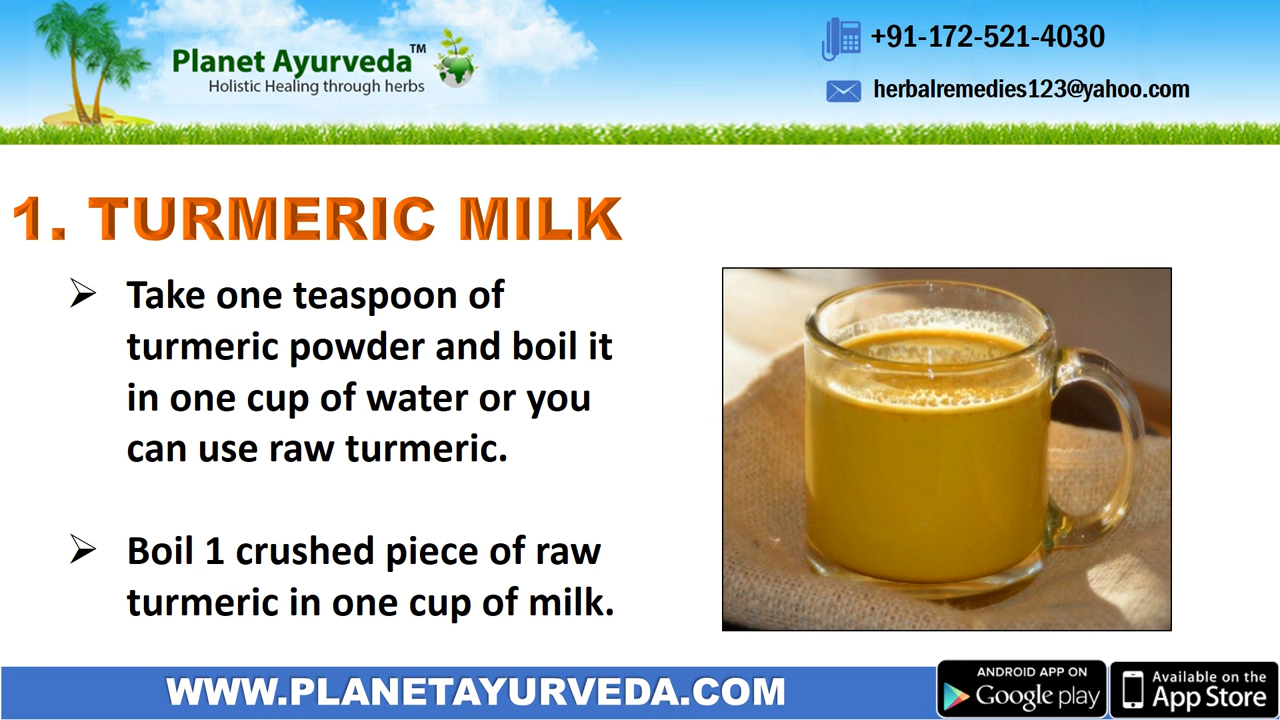 Planet Ayurveda™
Holistic Healing through herbs
+91-172-521-4030
herbalremedies123@yahoo.com
1. TURMERIC MILK
➢ Take one teaspoon of
turmeric powder and boil it
in one cup of water or you
can use raw turmeric.
➢ Boil 1 crushed piece of raw
turmeric in one cup of milk.
WWW.PLANETAYURVEDA.COM
ANDROID APP ON
Google play
Available on the
App Store